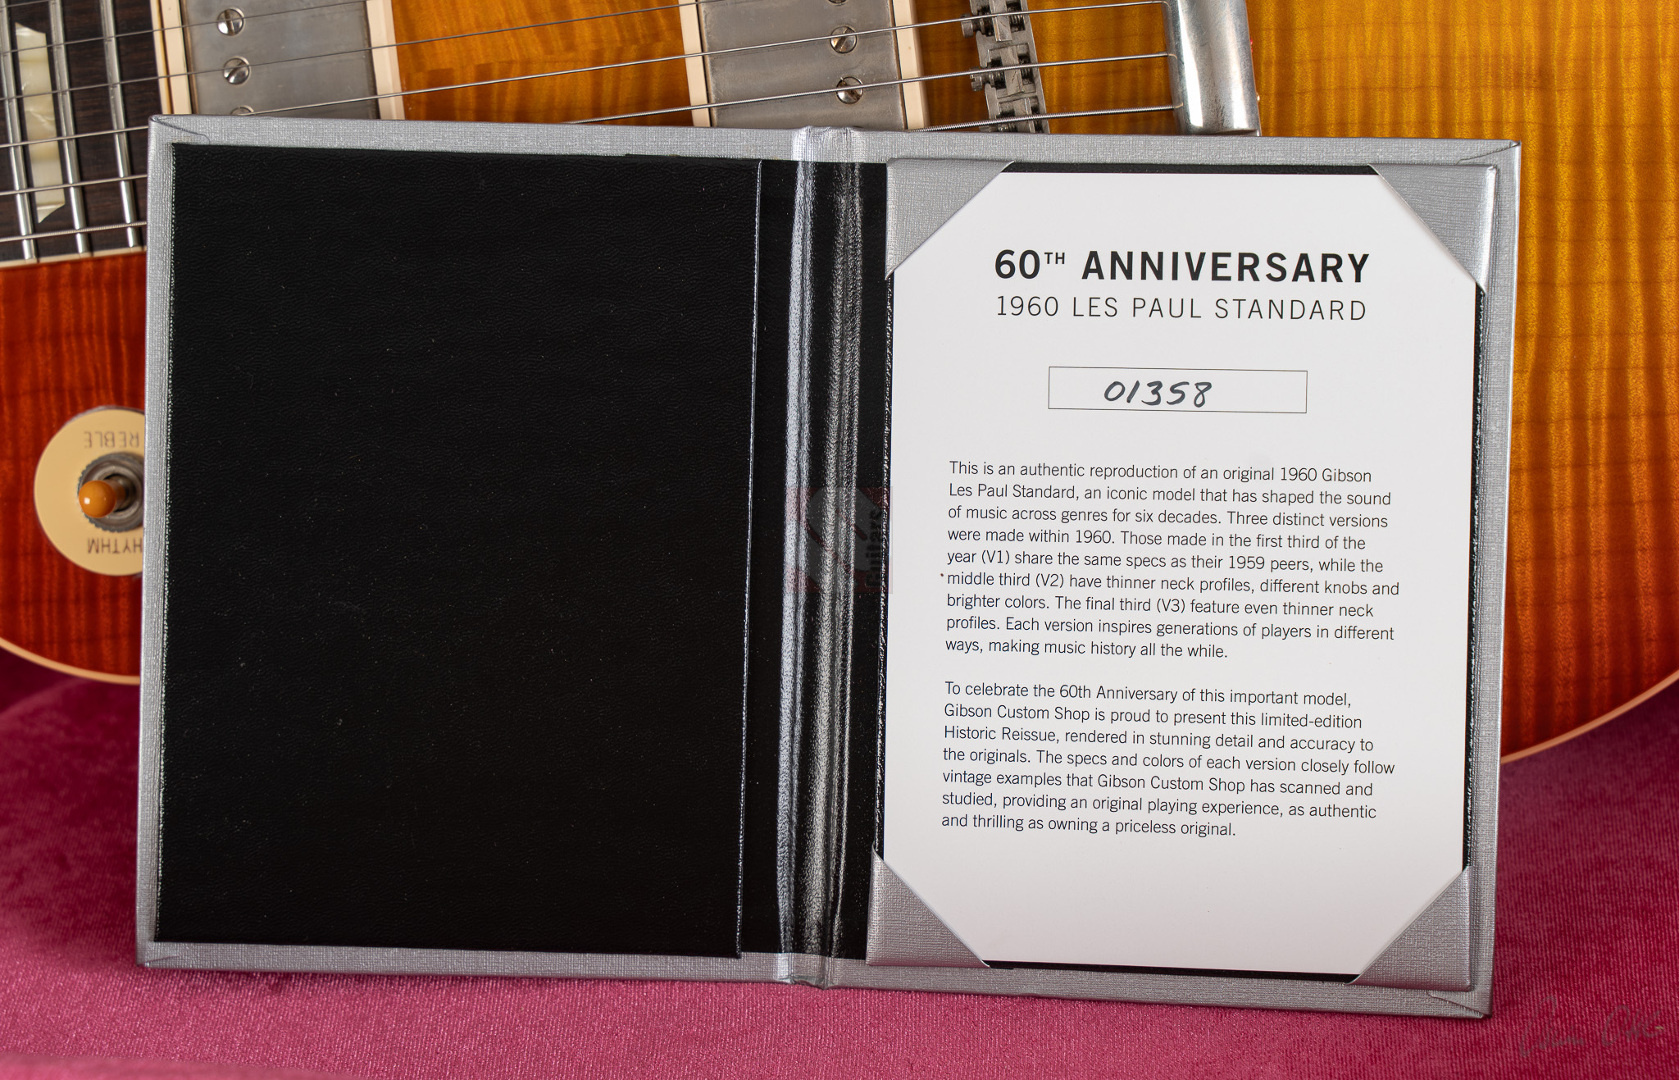 60TH ANNIVERSARY
1960 LES PAUL STANDARD
01358
This is an authentic reproduction of an original 1960 Gibson
Les Paul Standard, an iconic model that has shaped the sound
of music across genres for six decades. Three distinct versions
were made within 1960. Those made in the first third of the
year (V1) share the same specs as their 1959 peers, while the
middle third (V2) have thinner neck profiles, different knobs and
brighter colors. The final third (V3) feature even thinner neck
profiles. Each version inspires generations of players in different
ways, making music history all the while.
To celebrate the 60th Anniversary of this important model,
Gibson Custom Shop is proud to present this limited-edition
Historic Reissue, rendered in stunning detail and accuracy to
the originals. The specs and colors of each version closely follow
vintage examples that Gibson Custom Shop has scanned and
studied, providing an original playing experience, as authentic
and thrilling as owning a priceless original.
REBLE
HYTHM
Guitars